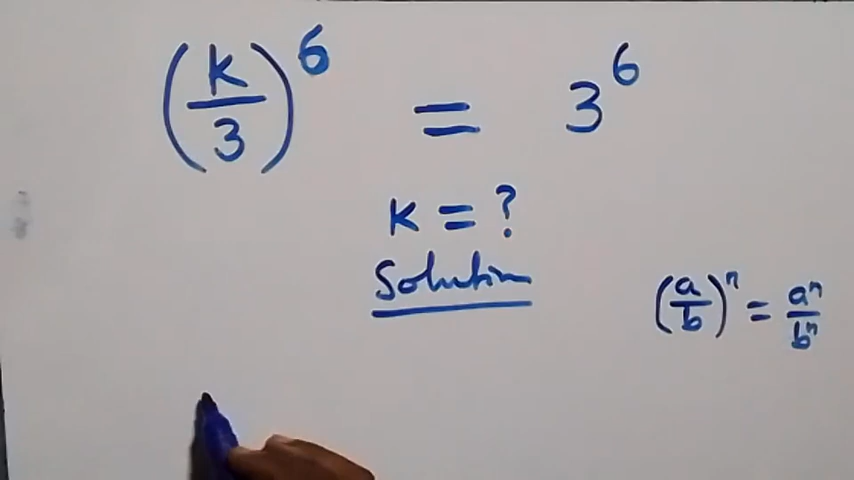 (k/3)^6 = 3^6
k = ?
Solution
(a/b)^n = a^n/b^n